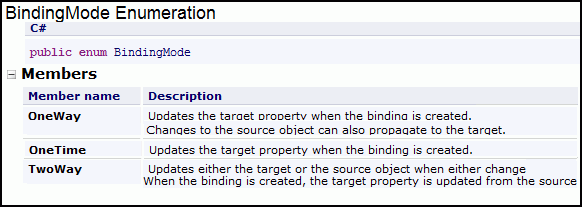 BindingMode Enumeration
C#
public enum BindingMode
Members
Member name Description
OneWay Updates the target property when the binding is created.
Changes to the source object can also propagate to the target.
OneTime Updates the target property when the binding is created.
TwoWay Updates either the target or the source object when either change
When the binding is created, the target property is updated from the source